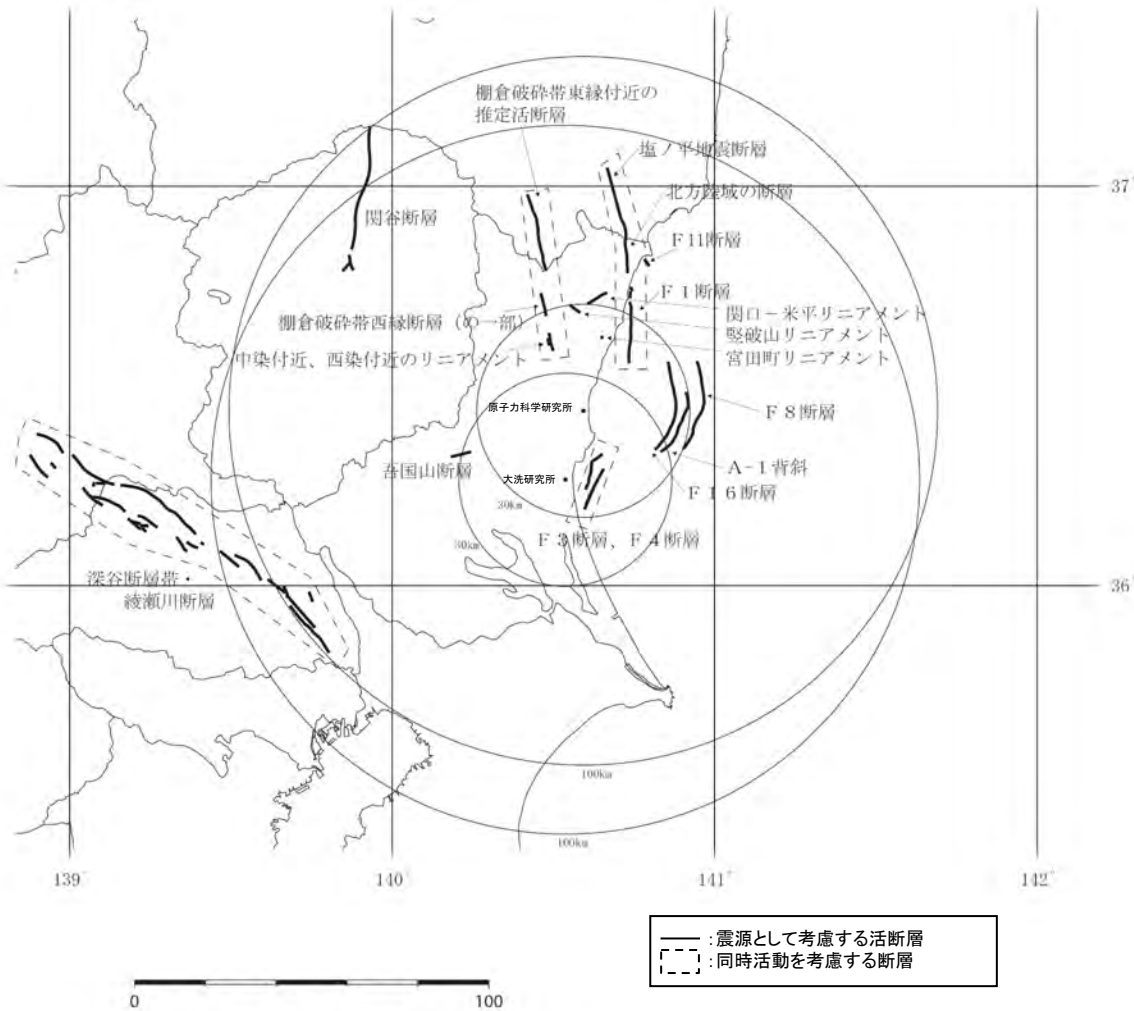 棚倉破砕帯東縁付近の
推定活断層
塩ノ平地震断層
37°
北方陸域の断層
関谷断層
F11断層
F1断層
関口－米平リニアメント
棚倉破砕帯西縁断層（の一部）
竪破山リニアメント
中染付近、西染付近のリニアメント
宮田町リニアメント
原子力科学研究所
F8断層
吾国山断層
A-1背斜
大洗研究所
F16断層
30km
F3断層、F4断層
30km
深谷断層帯・
綾瀬川断層
36°
100km
100km
139°
140°
141°
142°
：震源として考慮する活断層
：同時活動を考慮する断層
0
100